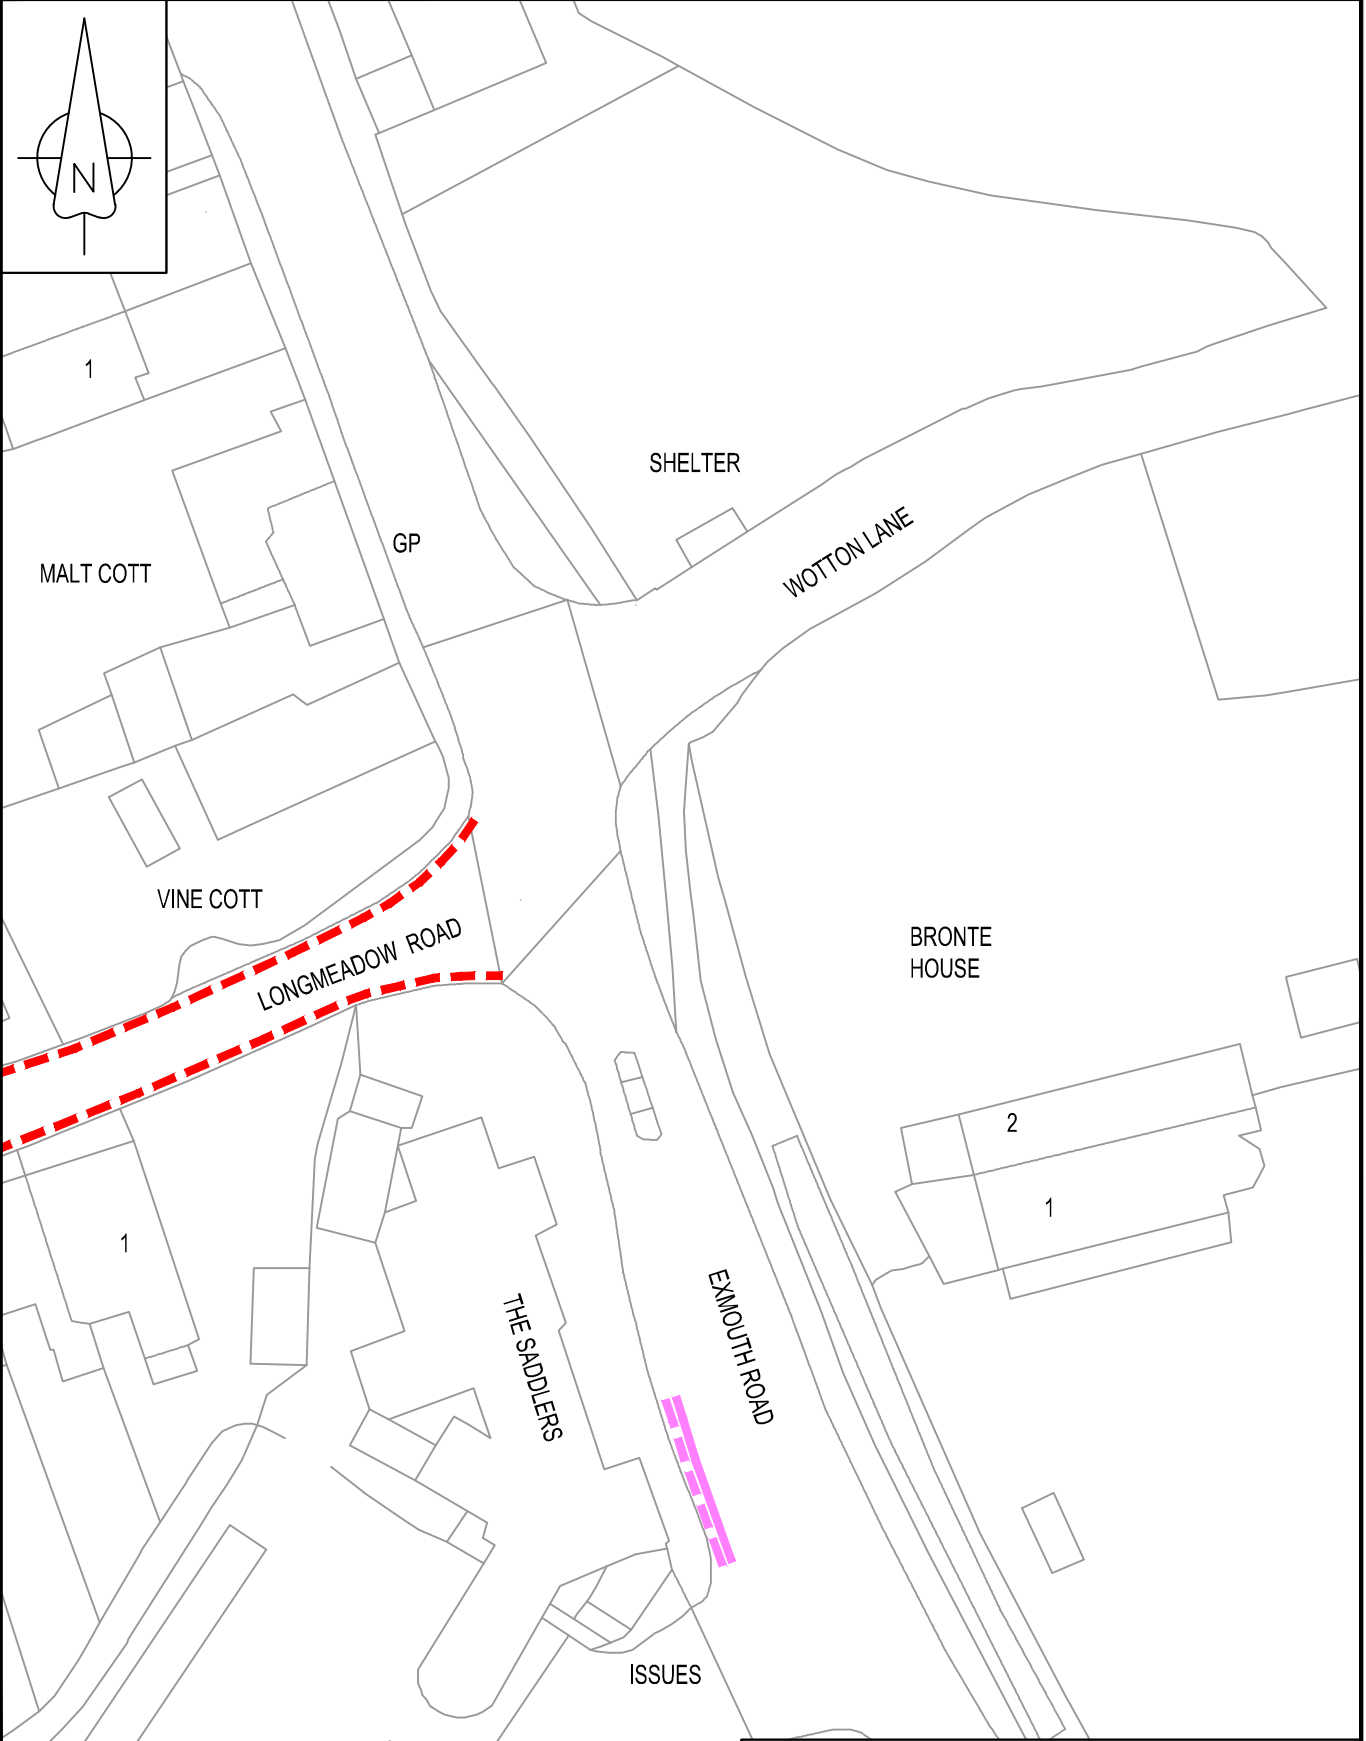 N
1
SHELTER
WOTTON LANE
GP
MALT COTT
VINE COTT
LONGMEADOW ROAD
BRONTE
HOUSE
2
1
1
EXMOUTH ROAD
THE SADDLERS
ISSUES